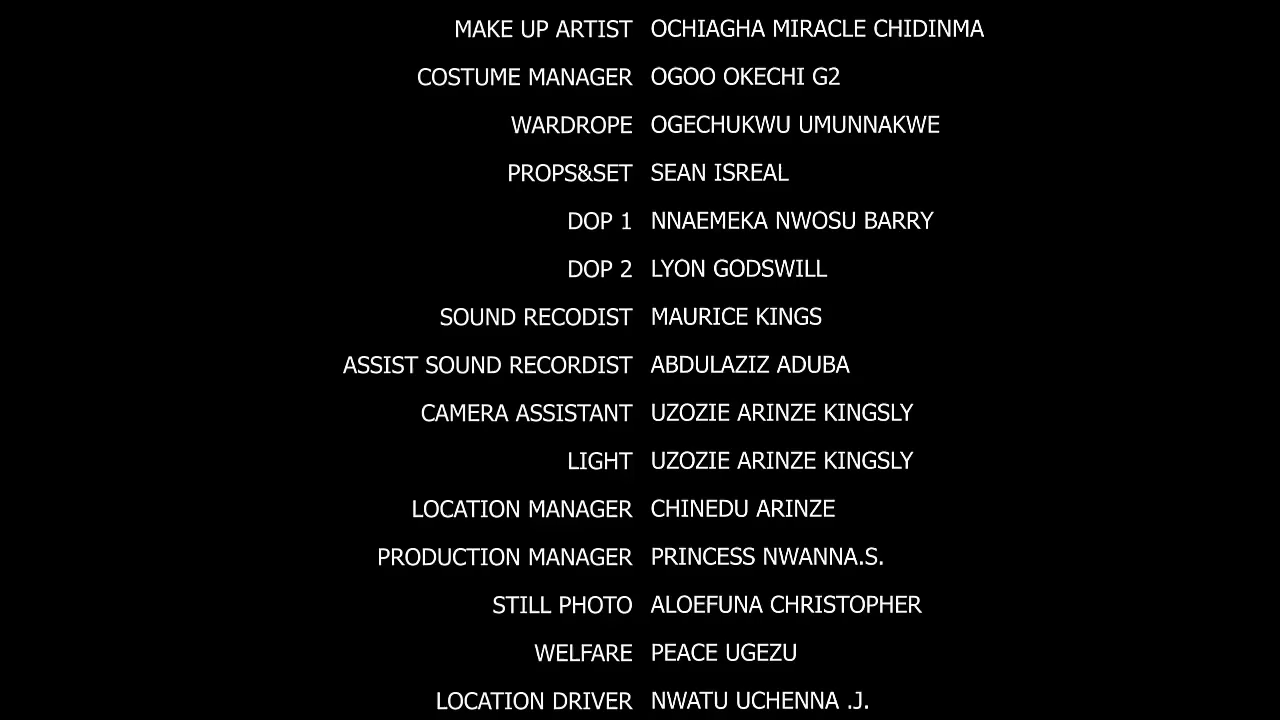 MAKE UP ARTIST OCHIAGHA MIRACLE CHIDINMA
COSTUME MANAGER OGOO OKECHI G2
WARDROPE OGECHUKWU UMUNNAKWE
PROPS&SET SEAN ISREAL
DOP 1 NNAEMEKA NWOSU BARRY
DOP 2 LYON GODSWILL
SOUND RECODIST MAURICE KINGS
ASSIST SOUND RECORDIST ABDULAZIZ ADUBA
CAMERA ASSISTANT UZOZIE ARINZE KINGSLY
LIGHT UZOZIE ARINZE KINGSLY
LOCATION MANAGER CHINEDU ARINZE
PRODUCTION MANAGER PRINCESS NWANNA.S.
STILL PHOTO ALOEFUNA CHRISTOPHER
WELFARE PEACE UGEZU
LOCATION DRIVER NWATU UCHENNA .J.